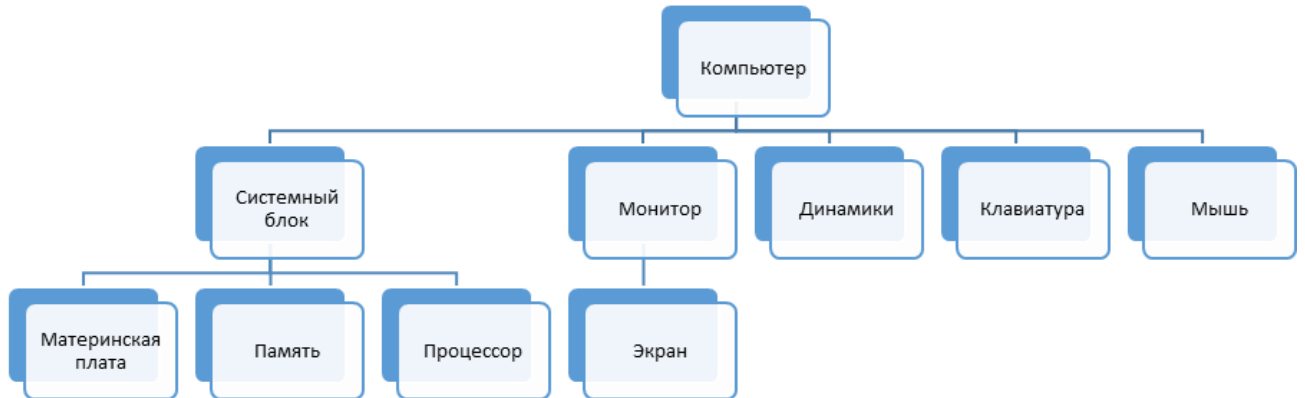 Компьютер
Системный
блок
Монитор
Динамики
Клавиатура
Мышь
Материнская
плата
Память
Процессор
Экран